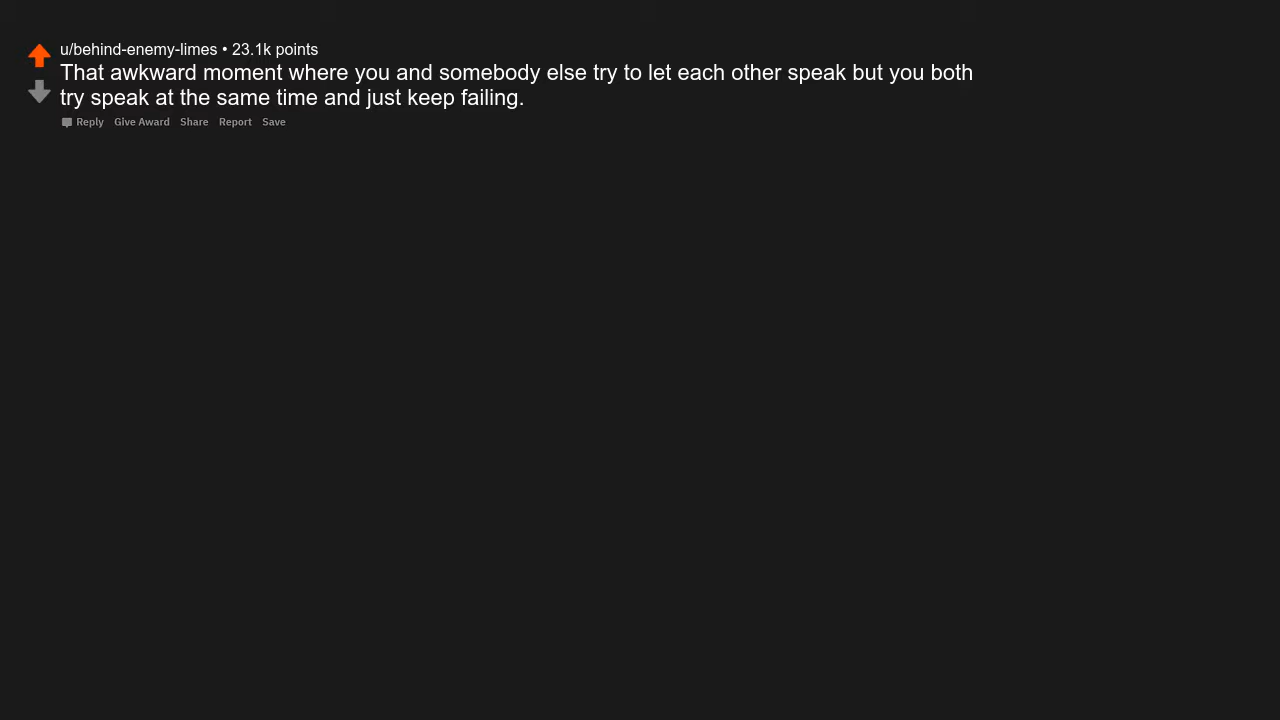 u/behind-enemy-limes • 23.1k points
That awkward moment where you and somebody else try to let each other speak but you both
try speak at the same time and just keep failing.
Reply Give Award Share Report Save